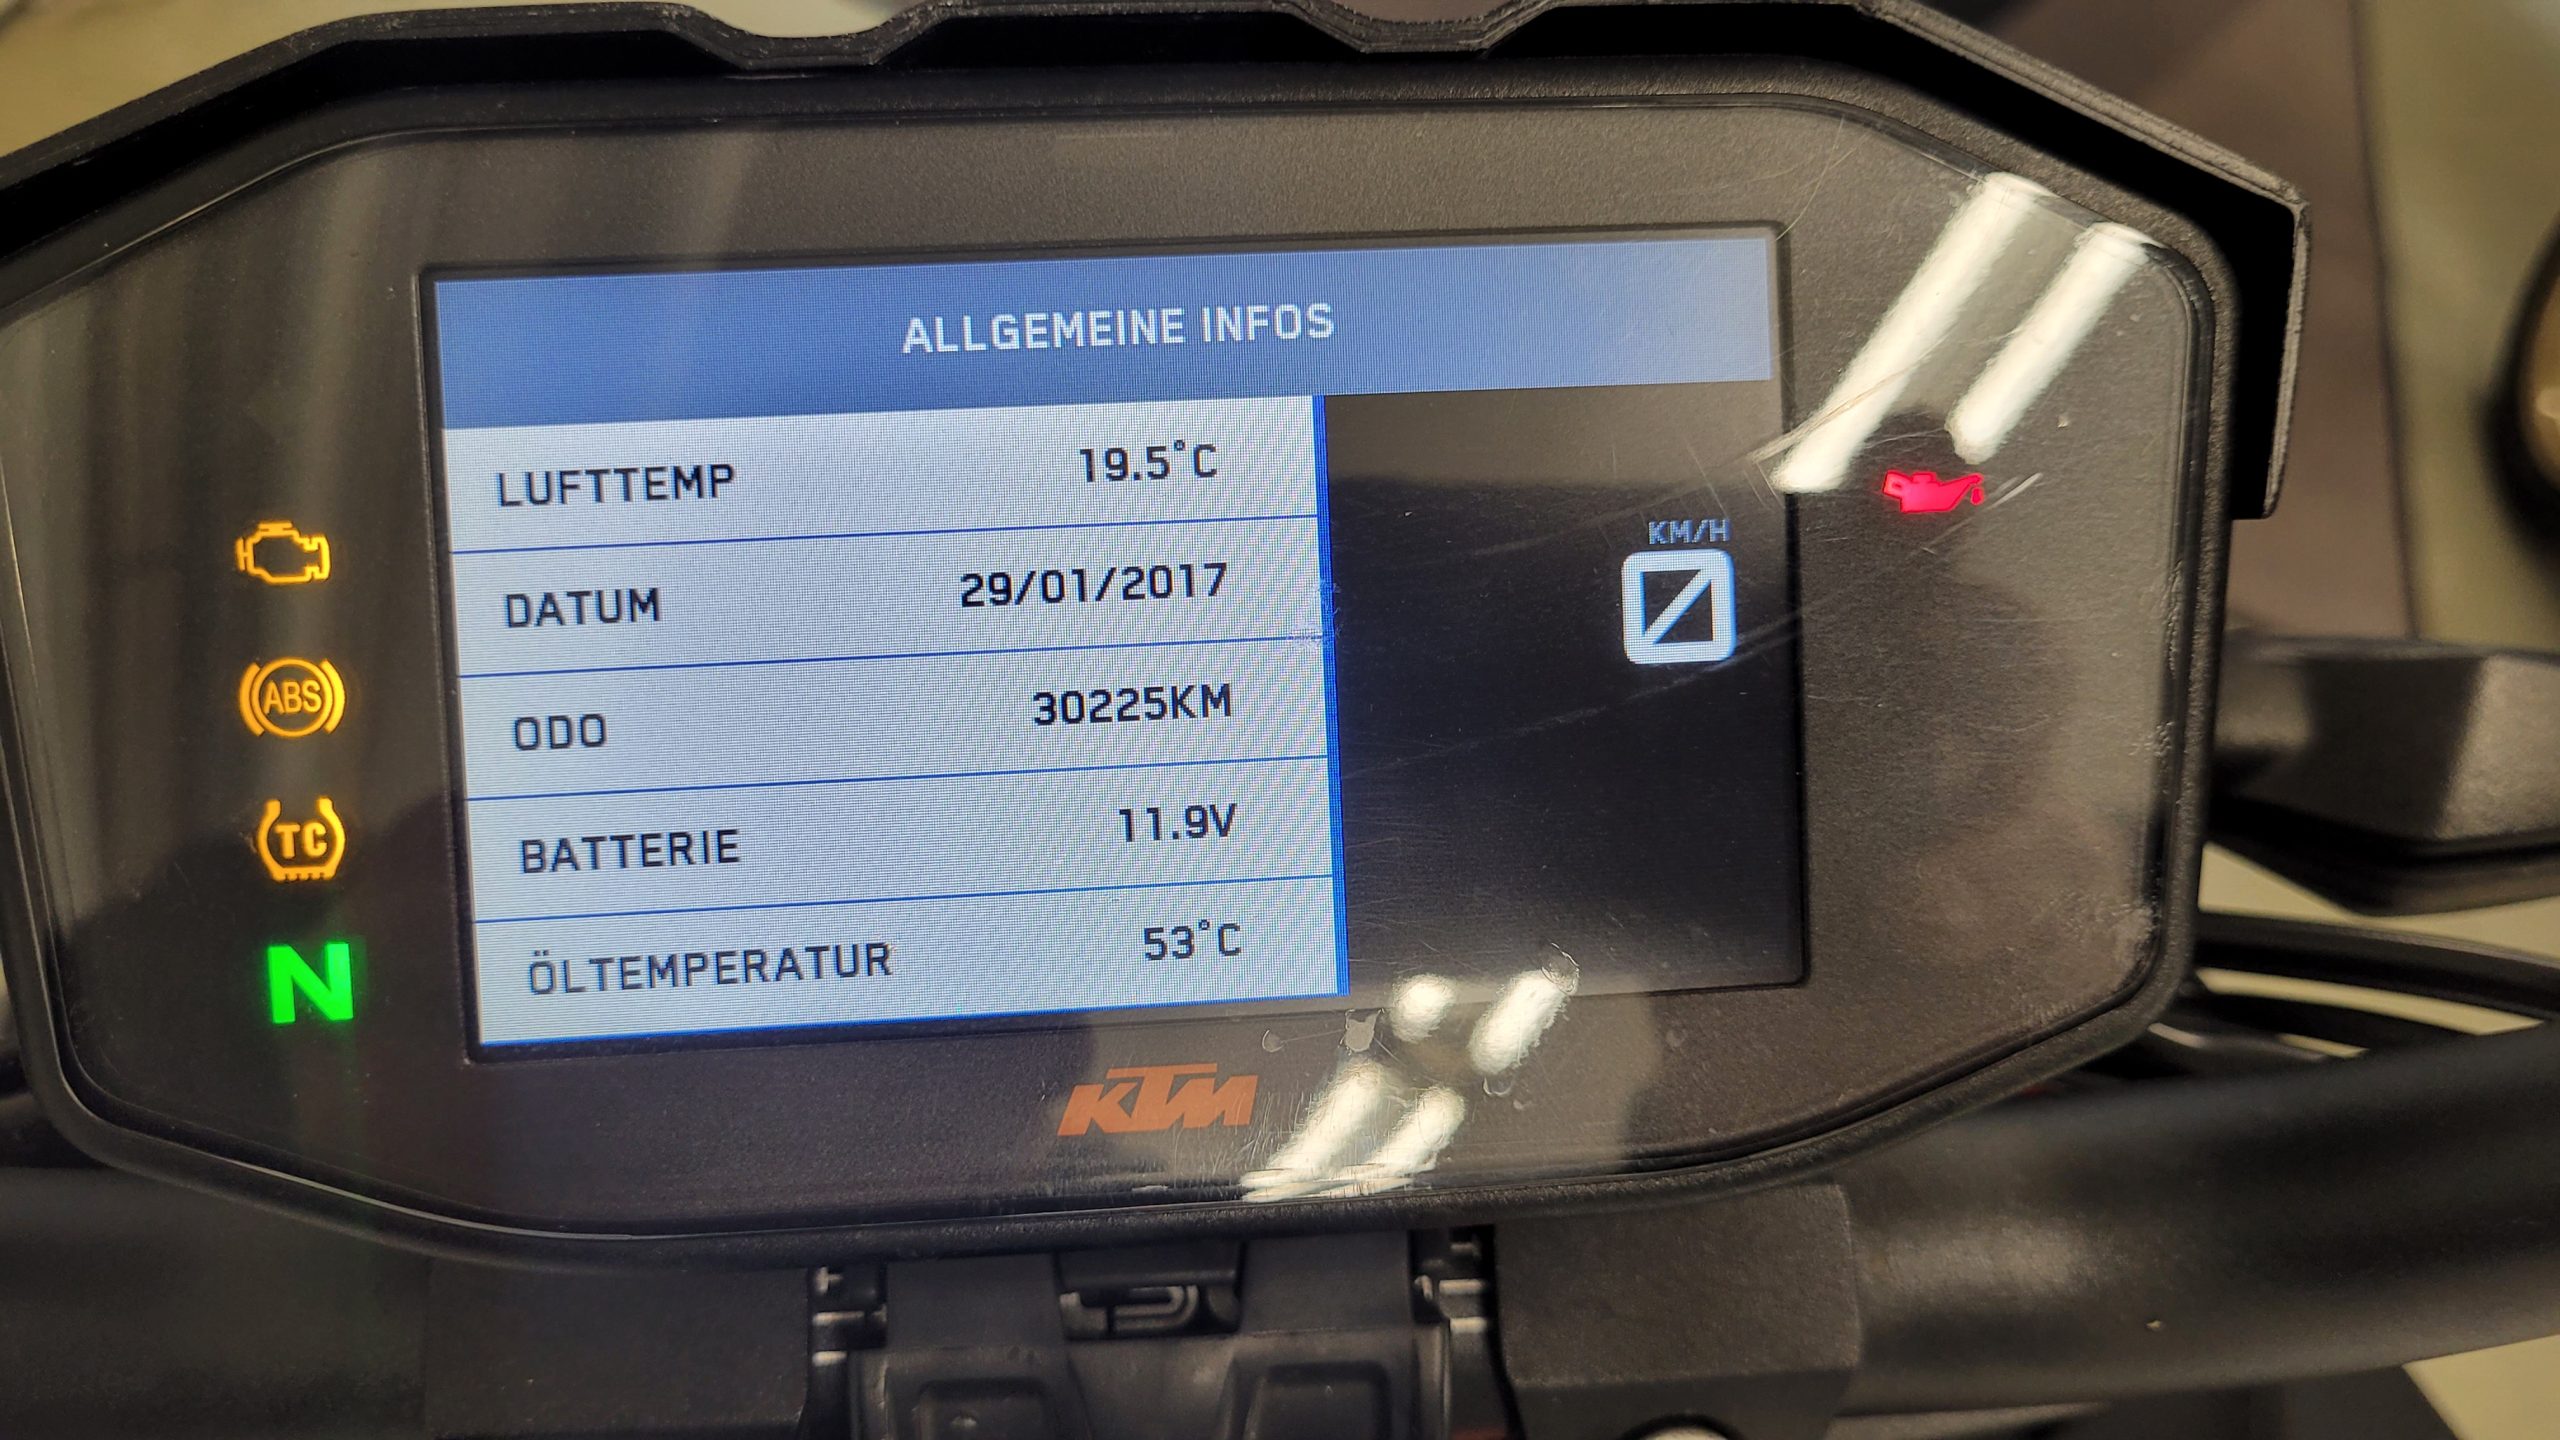 ALLGEMEINE INFOS
LUFTTEMP 19.5°C
DATUM 29/01/2017
ODO 30225KM
BATTERIE 11.9V
ÖLTEMPERATUR 53°C
KM/H
0
ABS
TC
N
KTM